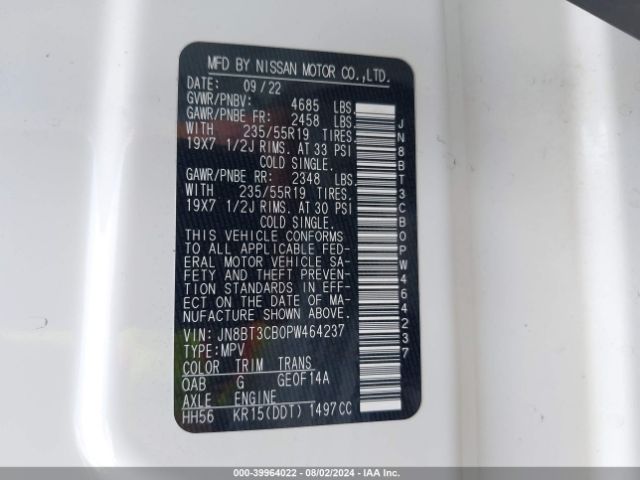 MFD BY NISSAN MOTOR CO.,LTD.
DATE: 09/22
GVWR/PNBV: 4685 LBS.
GAWR/PNBE FR: 2458 LBS.
WITH 235/55R19 TIRES.
19X7 1/2J RIMS. AT 33 PSI
COLD SINGLE.
GAWR/PNBE RR: 2348 LBS.
WITH 235/55R19 TIRES.
19X7 1/2J RIMS. AT 30 PSI
COLD SINGLE.
THIS VEHICLE CONFORMS
TO ALL APPLICABLE FED-
ERAL MOTOR VEHICLE SA-
FETY AND THEFT PREVEN-
TION STANDARDS IN EFF-
ECT ON THE DATE OF MA-
NUFACTURE SHOWN ABOVE.
VIN: JN8BT3CB0PW464237
TYPE: MPV
COLOR TRIM TRANS
QAB G GE0F14A
AXLE ENGINE
HH56 KR15(DDT) 1497CC
JN8BT3CB0PW464237
000-39964022 - 08/02/2024 - IAA Inc.